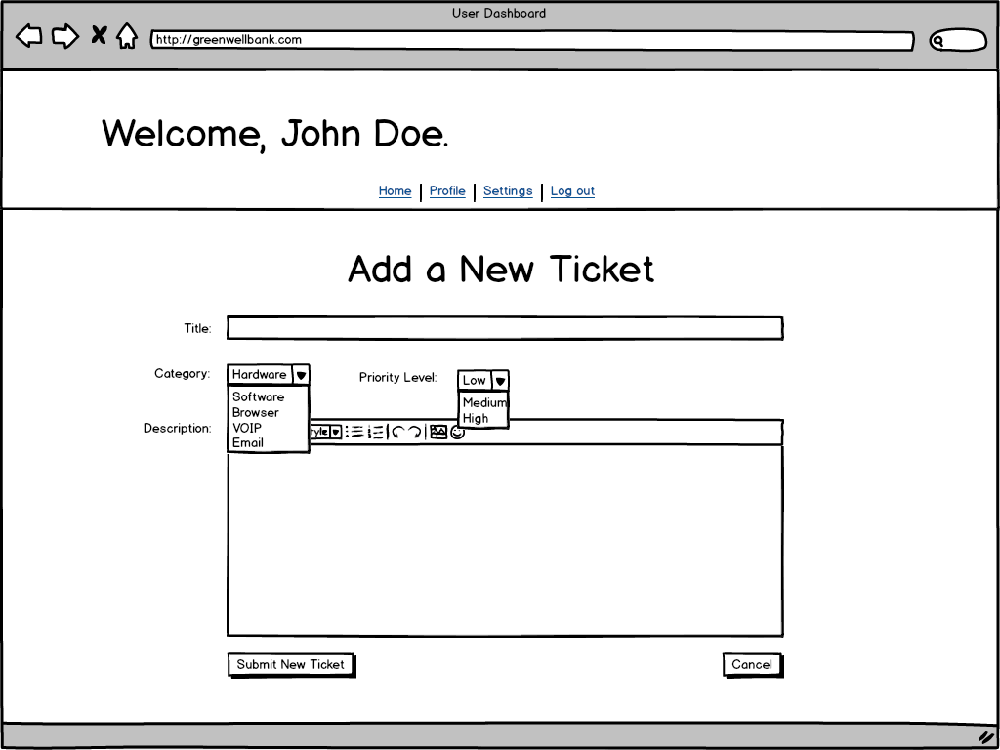 User Dashboard
http://greenwellbank.com
Welcome, John Doe.
Home | Profile | Settings | Log out
Add a New Ticket
Title:
Category: Hardware
Priority Level: Low
Software
Browser
VOIP
Email
Medium
High
Description:
Submit New Ticket
Cancel